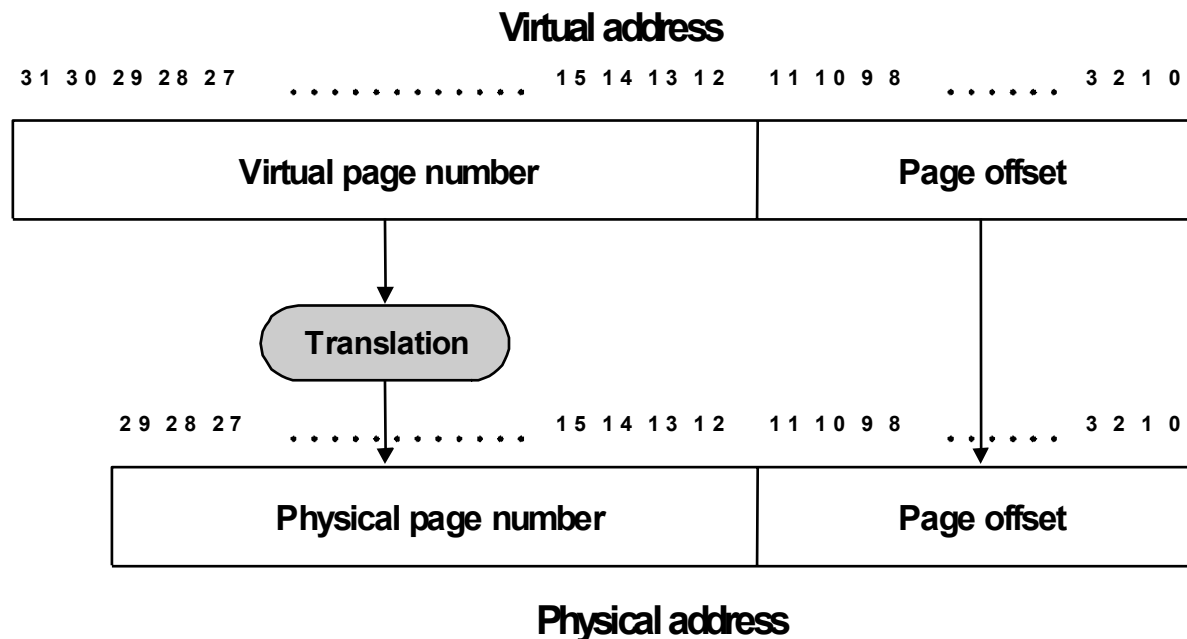 Virtual address
31 30 29 28 27 ............ 15 14 13 12 11 10 9 8 ...... 3 2 1 0
Virtual page number Page offset
Translation
29 28 27 ............ 15 14 13 12 11 10 9 8 ...... 3 2 1 0
Physical page number Page offset
Physical address